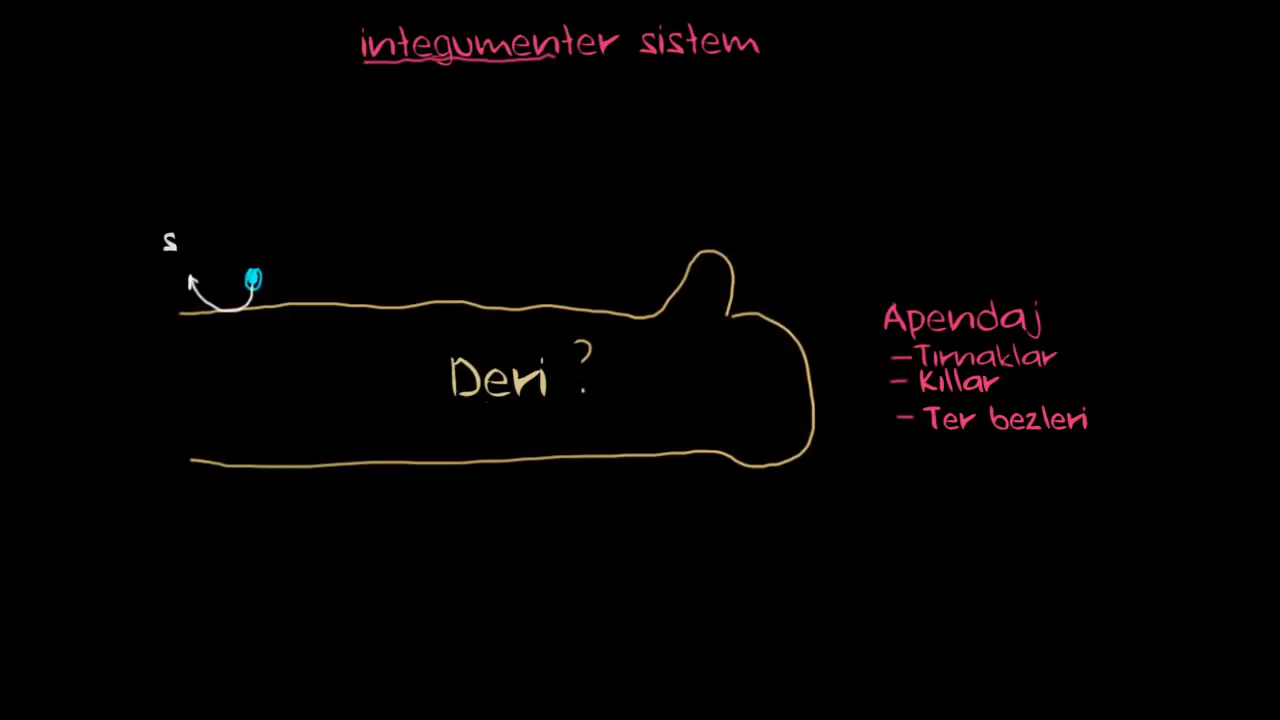 integumenter sistem
s
Deri ?
Apendaj
- Tırnaklar
- Kıllar
- Ter bezleri